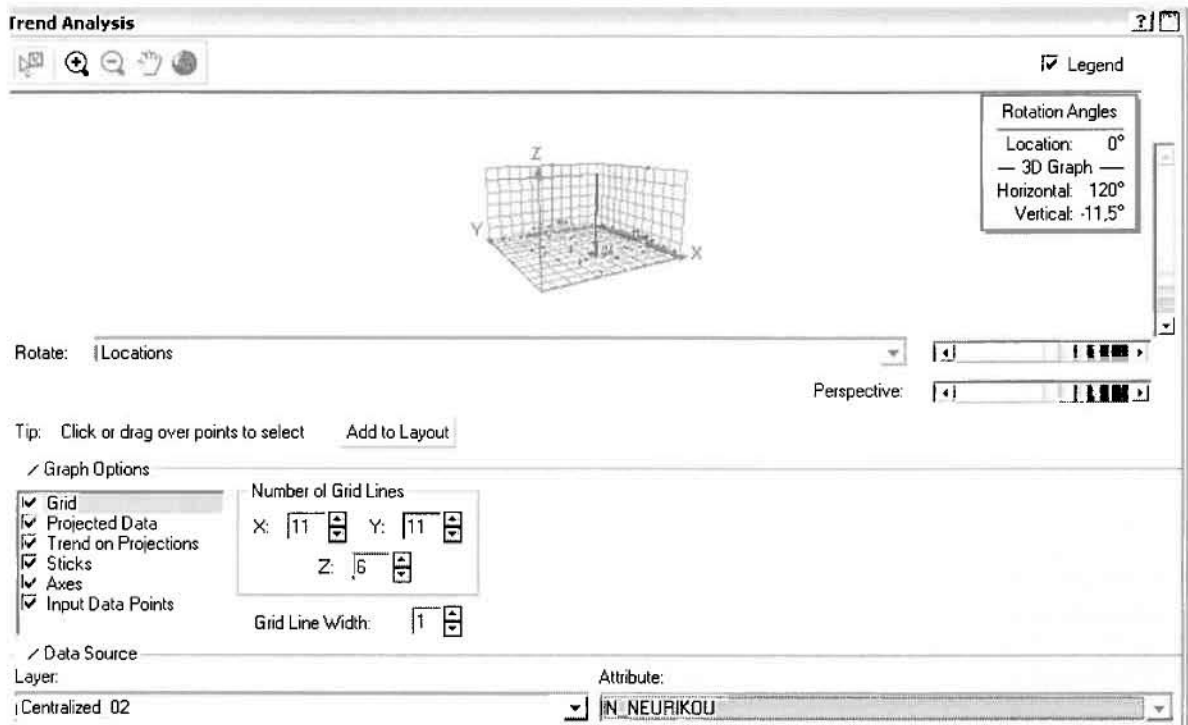 Trend Analysis
Legend
Rotation Angles
Location: 0°
3D Graph
Horizontal: 120°
Vertical: -11,5°
Z
Y
X
Rotate: Locations
Perspective:
Tip: Click or drag over points to select Add to Layout
Graph Options
Grid
Projected Data
Trend on Projections
Sticks
Axes
Input Data Points
Number of Grid Lines
X: 11 Y: 11
Z: 6
Grid Line Width: 1
Data Source
Layer: Attribute:
Centralized 02 N_NEURIKOU